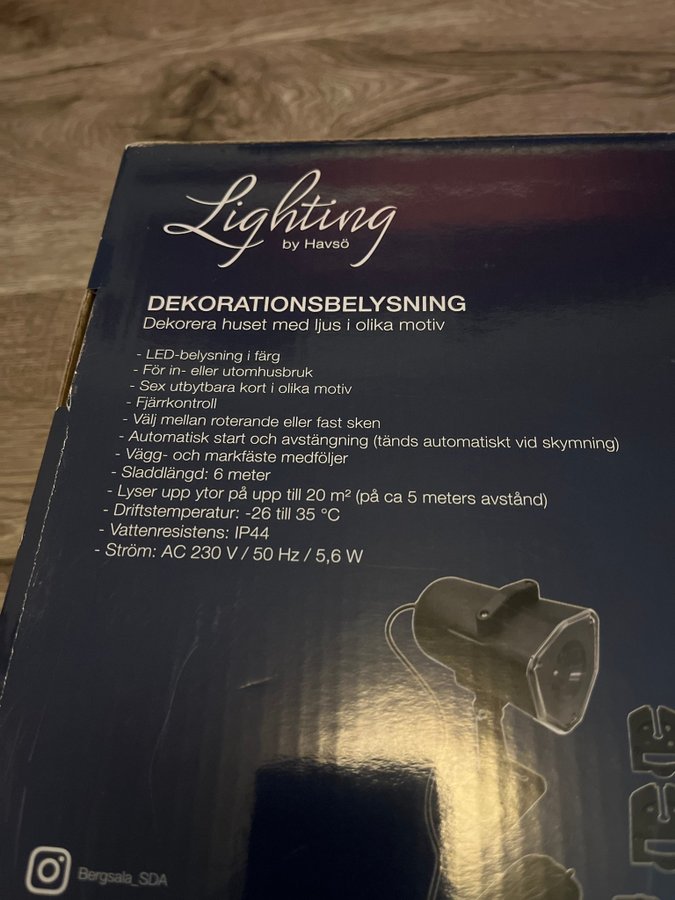 Lighting
by Havsö
DEKORATIONSBELYSNING
Dekorera huset med ljus i olika motiv
- LED-belysning i färg
- För in- eller utomhusbruk
- Sex utbytbara kort i olika motiv
- Fjärrkontroll
- Välj mellan roterande eller fast sken
- Automatisk start och avstängning (tänds automatiskt vid skymning)
- Vägg- och markfäste medföljer
- Sladdlängd: 6 meter
- Lyser upp ytor på upp till 20 m² (på ca 5 meters avstånd)
- Driftstemperatur: -26 till 35 °C
- Vattenresistens: IP44
- Ström: AC 230 V / 50 Hz / 5,6 W
Bergsala_SDA